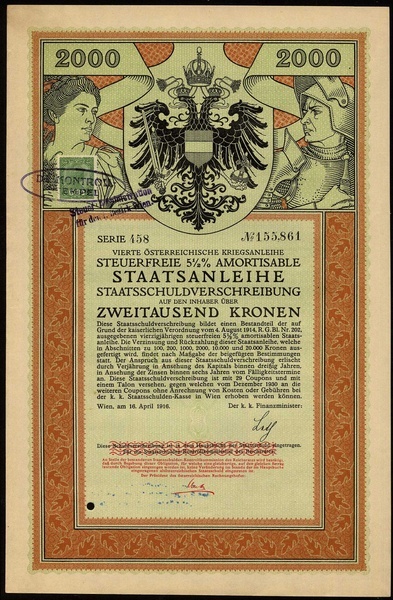 2000 2000
SERIE 458 № 155.861
VIERTE ÖSTERREICHISCHE KRIEGSANLEIHE
STEUERFREIE 5½% AMORTISABLE
STAATSANLEIHE
STAATSSCHULDVERSCHREIBUNG
AUF DEN INHABER ÜBER
ZWEITAUSEND KRONEN
Diese Staatsschuldverschreibung bildet einen Bestandteil der auf
Grund der kaiserlichen Verordnung vom 4. August 1914, R. G. Bl. Nr. 202,
ausgegebenen vierzigjährigen steuerfreien 5½% amortisablen Staats-
anleihe. Die Verzinsung und Rückzahlung dieser Staatsanleihe, welche
in Abschnitten zu 100, 200, 1000, 2000, 10.000 und 20.000 Kronen aus-
gefertigt wird, findet nach Maßgabe der beigefügten Bestimmungen
statt. Der Anspruch aus dieser Staatsschuldverschreibung erlischt
durch Verjährung in Ansehung des Kapitals binnen dreißig Jahren,
in Ansehung der Zinsen binnen sechs Jahren vom Fälligkeitstermine
an. Diese Staatsschuldverschreibung ist mit 29 Coupons und mit
einem Talon versehen, gegen welchen vom Dezember 1930 an die
weiteren Coupons ohne Anrechnung von Kosten oder Gebühren bei
der k. k. Staatsschulden-Kasse in Wien erhoben werden können.
Wien, am 16. April 1916. Der k. k. Finanzminister: